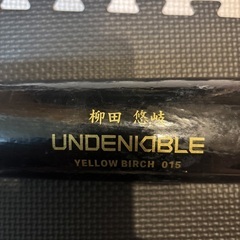 柳田 悠岐
UNDENIABLE
YELLOW BIRCH 015